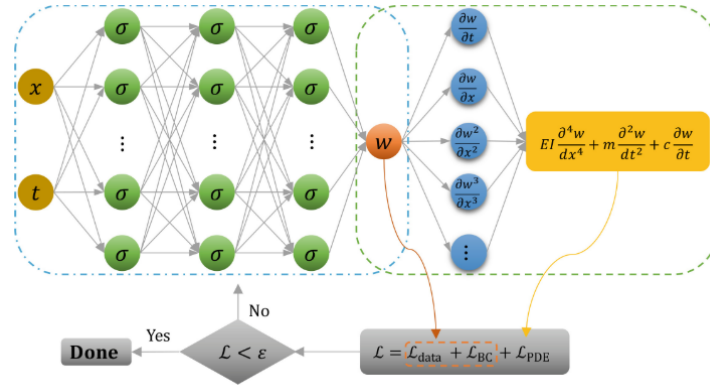 x
t
σ σ σ
σ σ σ
⋮ ⋮ ⋮
σ σ σ
σ σ σ
w
∂w/∂t
∂w/∂x
∂w²/∂x²
∂w³/∂x³
⋮
EI ∂⁴w/dx⁴ + m ∂²w/dt² + c ∂w/∂t
No
Yes
Done
ℒ < ε
ℒ = ℒ_data + ℒ_BC + ℒ_PDE